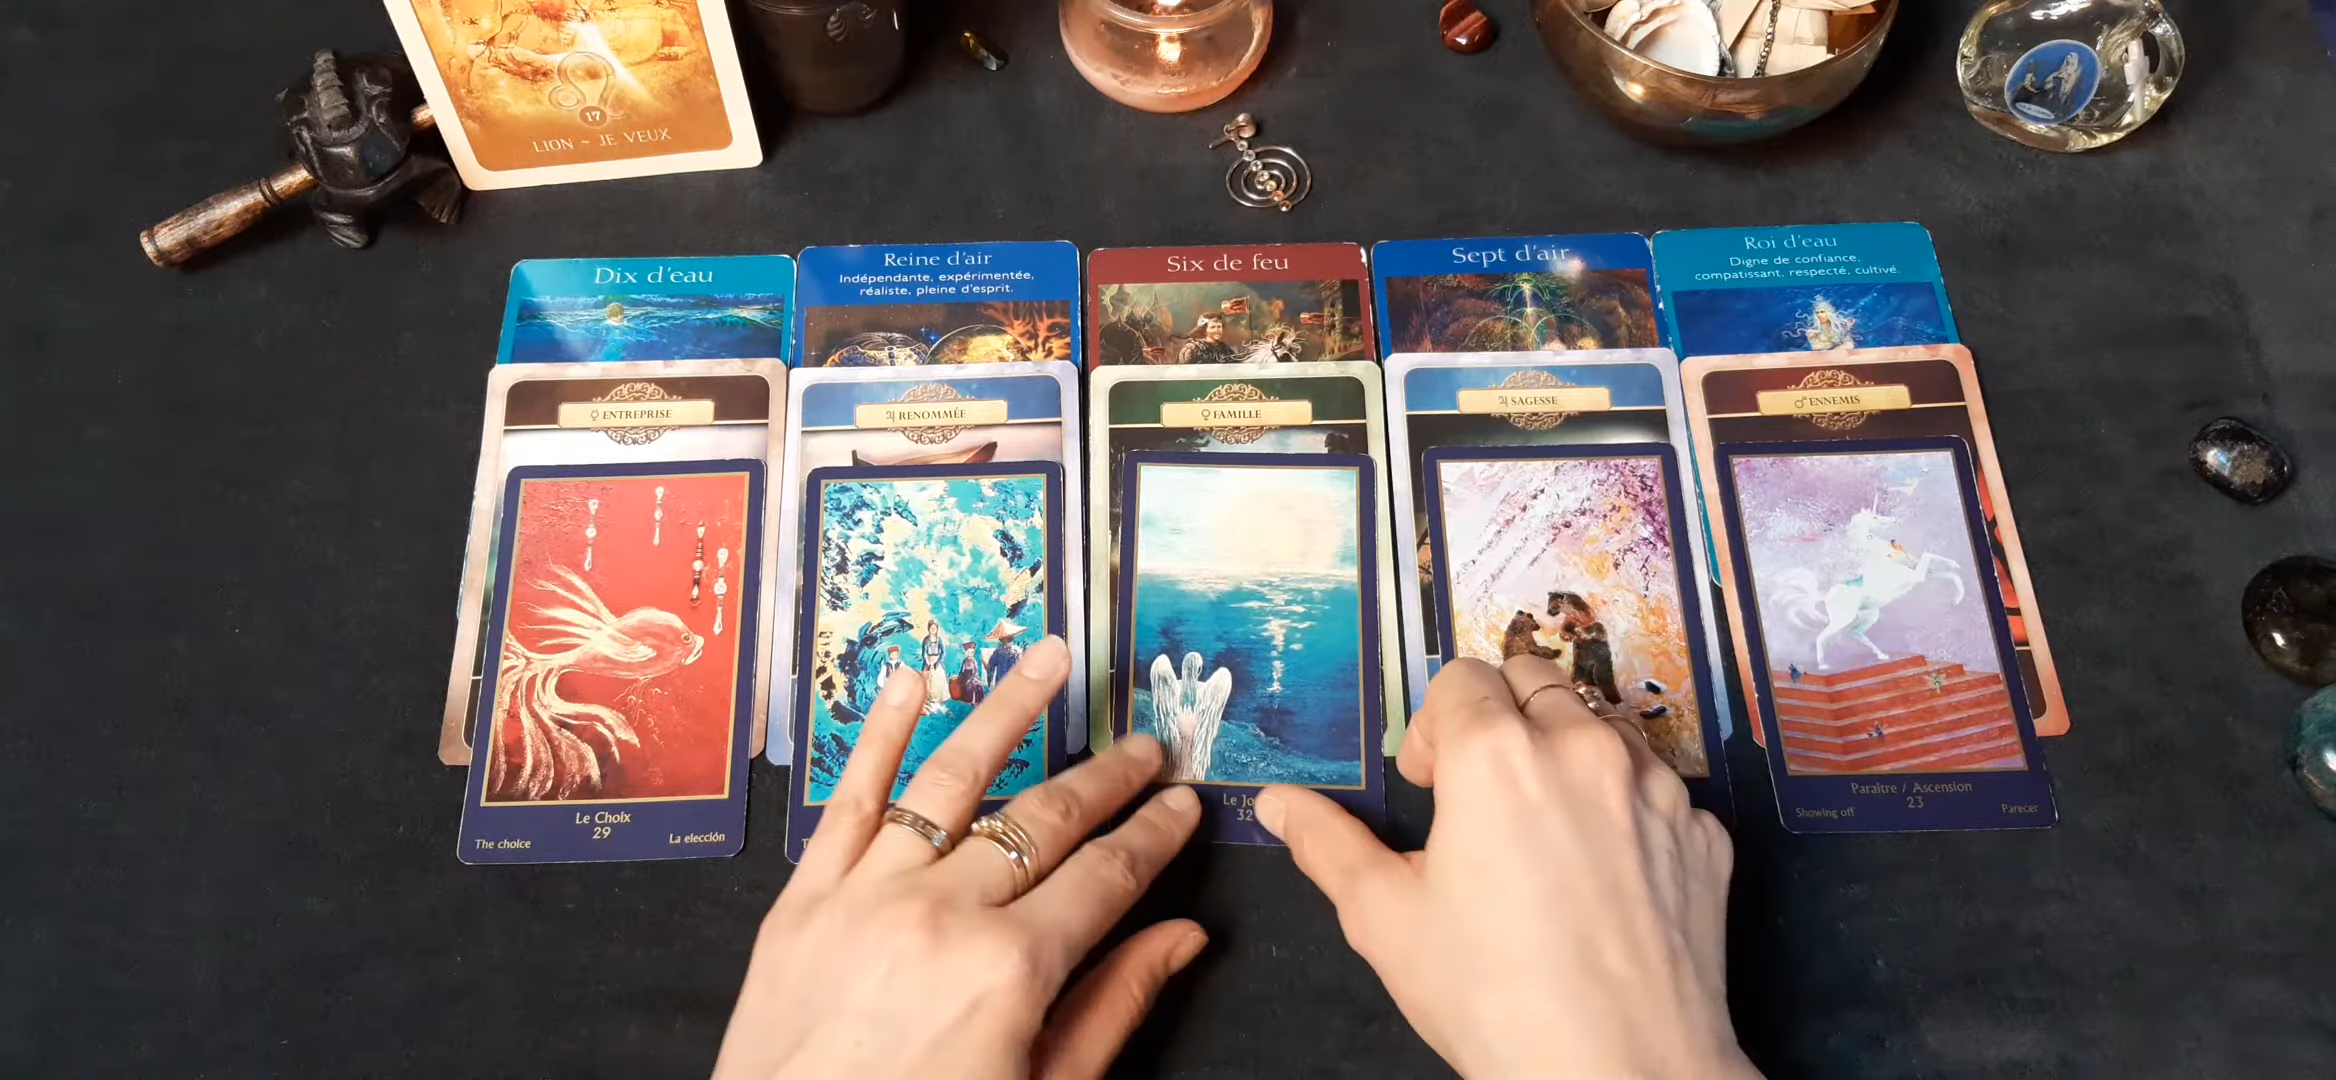 17
LION ~ JE VEUX
Dix d'eau
Reine d'air
Indépendante, expérimentée,
réaliste, pleine d'esprit.
Six de feu
Sept d'air
Roi d'eau
Digne de confiance,
compatissant, respecté, cultivé.
☿ ENTREPRISE
♃ RENOMMÉE
♀ FAMILLE
♃ SAGESSE
♂ ENNEMIS
Le Choix
29
The choice
La elección
Le
32
Paraître / Ascension
23
Showing off
Parecer